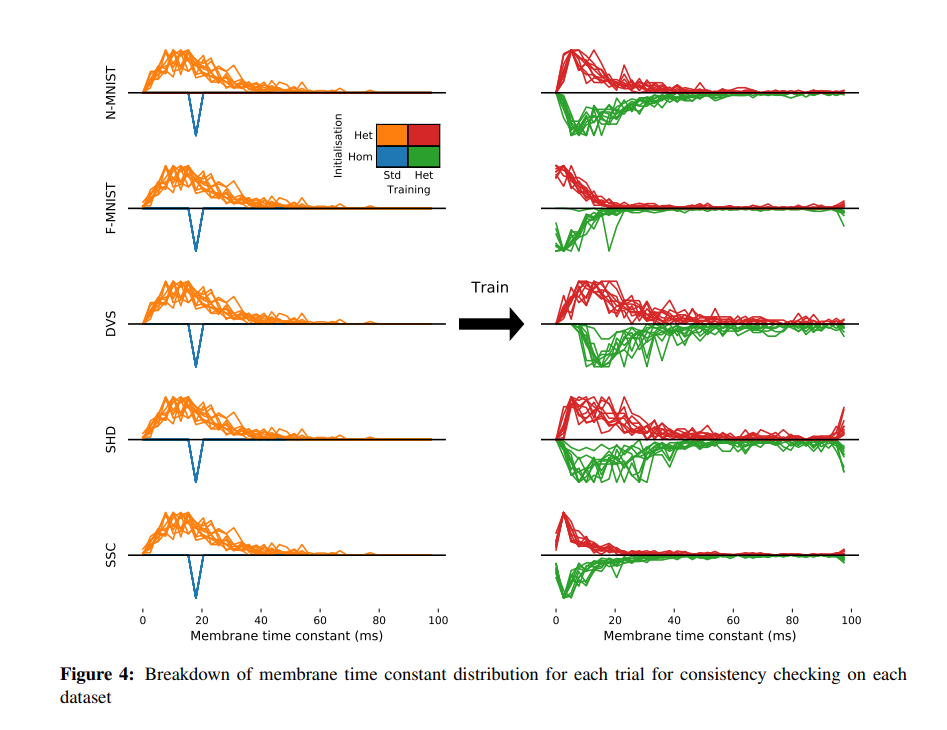 N-MNIST
F-MNIST
DVS
SHD
SSC
Initialisation
Het
Hom
Std Het
Training
Train
0 20 40 60 80 100
Membrane time constant (ms)
0 20 40 60 80 100
Membrane time constant (ms)
Figure 4: Breakdown of membrane time constant distribution for each trial for consistency checking on each
dataset